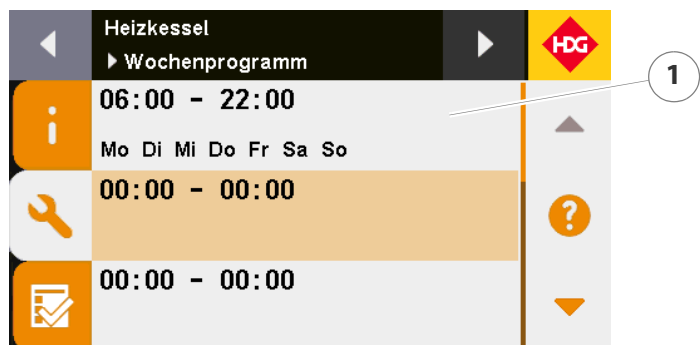 Heizkessel
Wochenprogramm
HDG
1
06:00 - 22:00
Mo Di Mi Do Fr Sa So
00:00 - 00:00
?
00:00 - 00:00
i